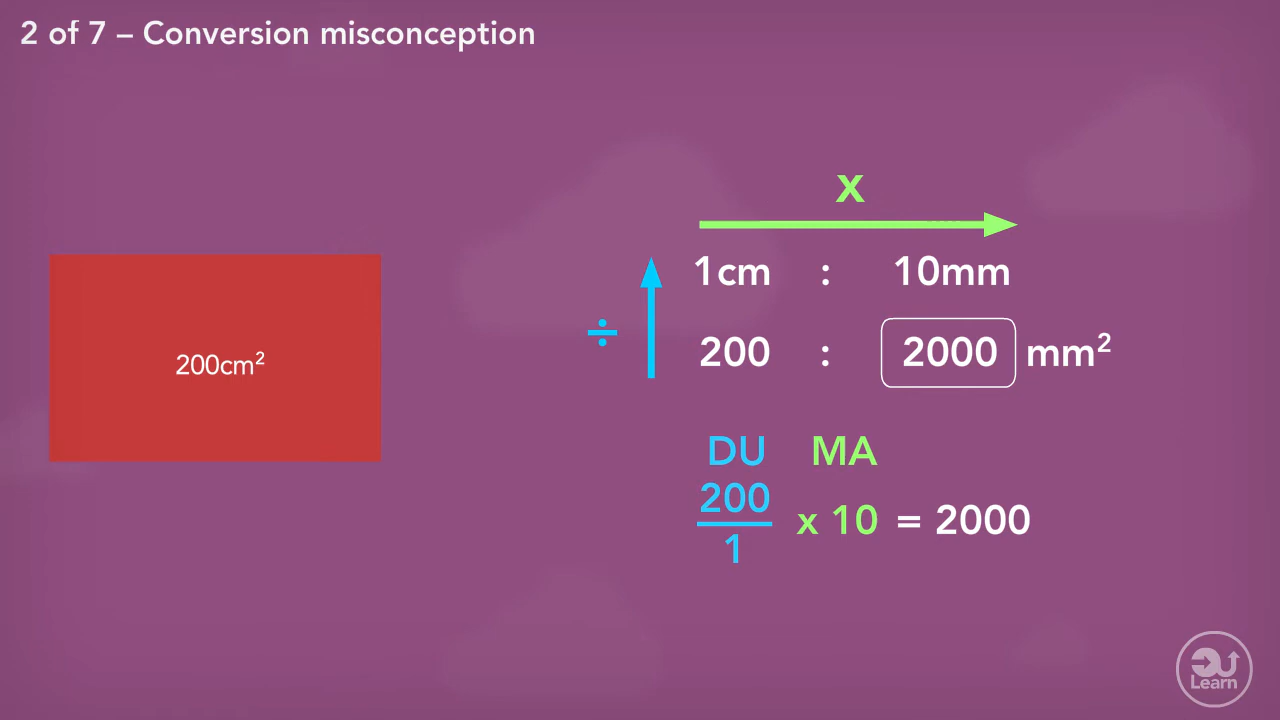 2 of 7 – Conversion misconception
x
1cm : 10mm
÷
200 : 2000 mm²
200cm²
DU MA
200
x 10 = 2000
1
Learn